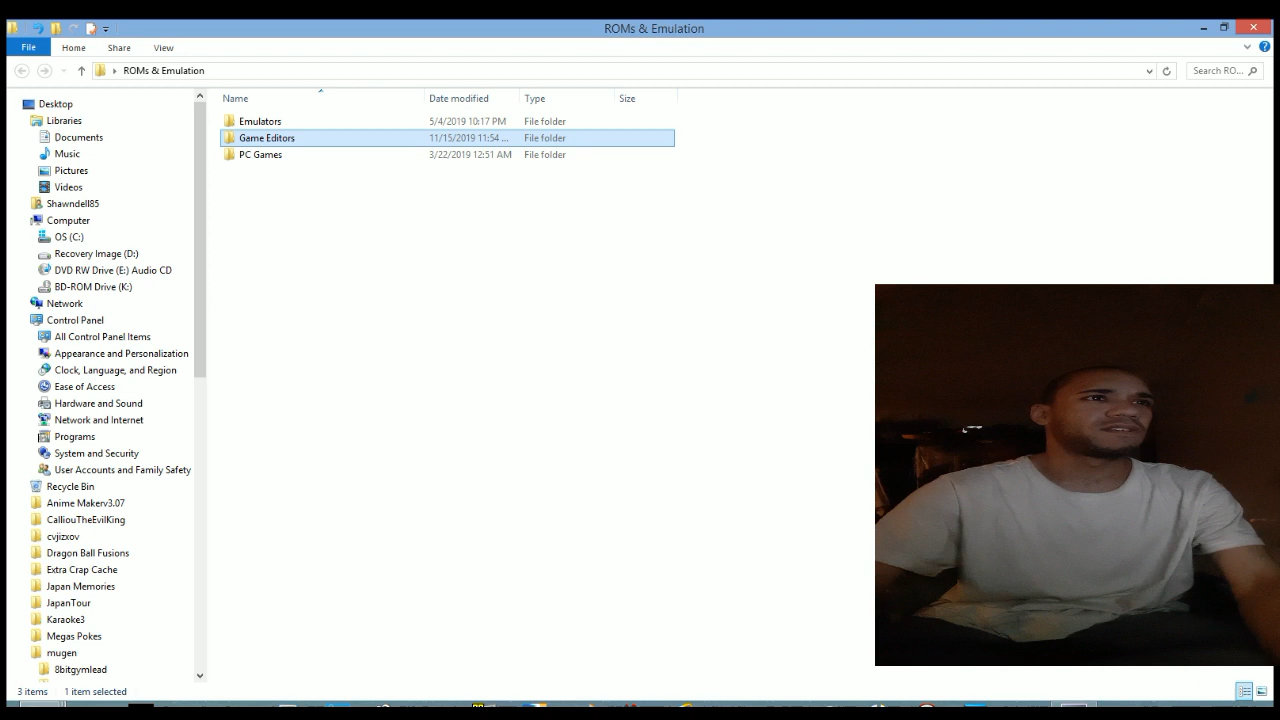 ROMs & Emulation
File Home Share View
ROMs & Emulation Search RO...
Name Date modified Type Size
Emulators 5/4/2019 10:17 PM File folder
Game Editors 11/15/2019 11:54 ... File folder
PC Games 3/22/2019 12:51 AM File folder
Desktop
Libraries
Documents
Music
Pictures
Videos
Shawndell85
Computer
OS (C:)
Recovery Image (D:)
DVD RW Drive (E:) Audio CD
BD-ROM Drive (K:)
Network
Control Panel
All Control Panel Items
Appearance and Personalization
Clock, Language, and Region
Ease of Access
Hardware and Sound
Network and Internet
Programs
System and Security
User Accounts and Family Safety
Recycle Bin
Anime Makerv3.07
CalliouTheEvilKing
cvjizxov
Dragon Ball Fusions
Extra Crap Cache
Japan Memories
JapanTour
Karaoke3
Megas Pokes
mugen
8bitgymlead
3 items 1 item selected